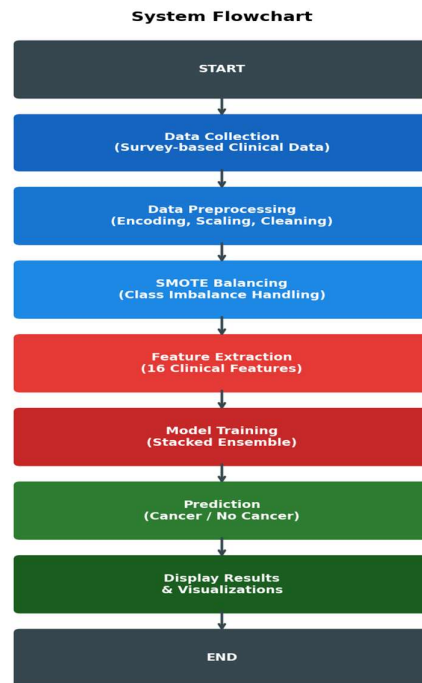 System Flowchart
START
Data Collection
(Survey-based Clinical Data)
Data Preprocessing
(Encoding, Scaling, Cleaning)
SMOTE Balancing
(Class Imbalance Handling)
Feature Extraction
(16 Clinical Features)
Model Training
(Stacked Ensemble)
Prediction
(Cancer / No Cancer)
Display Results
& Visualizations
END